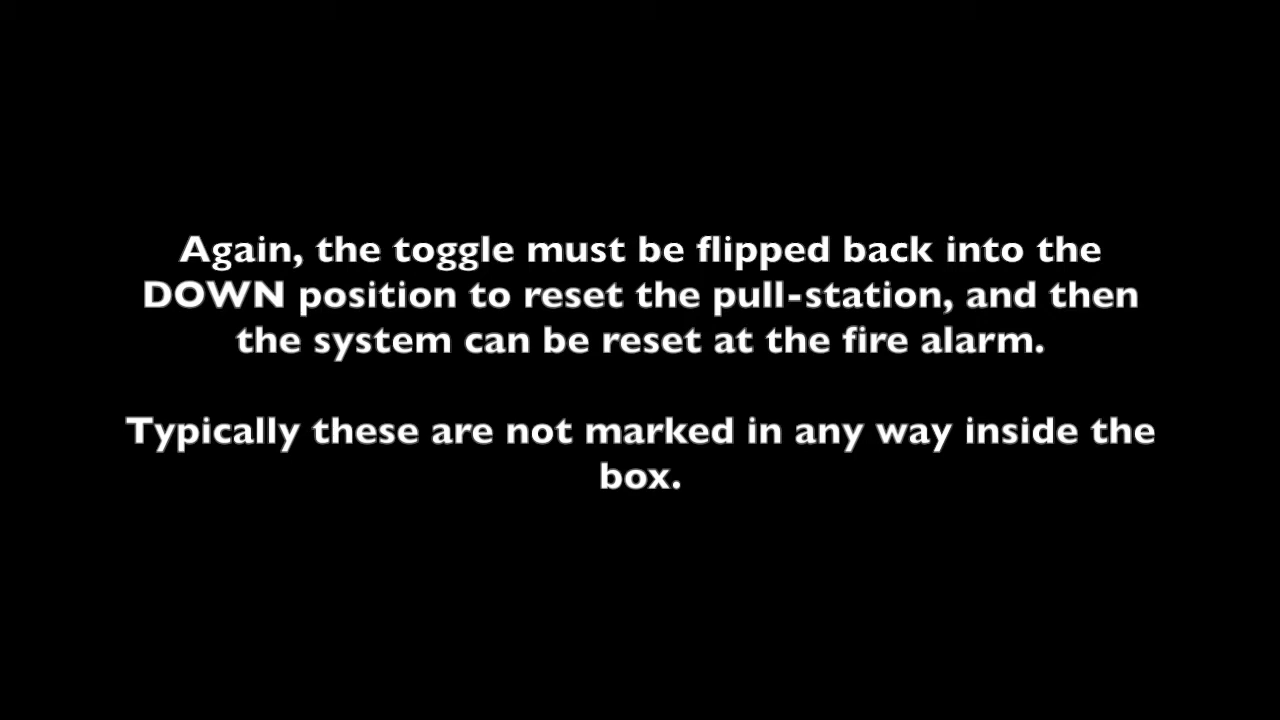 Again, the toggle must be flipped back into the
DOWN position to reset the pull-station, and then
the system can be reset at the fire alarm.
Typically these are not marked in any way inside the
box.